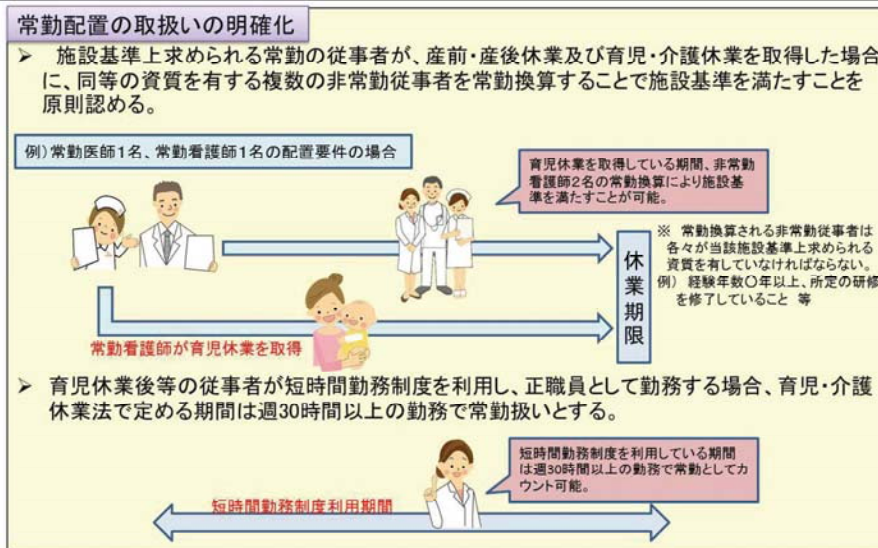 常勤配置の取扱いの明確化
➢ 施設基準上求められる常勤の従事者が、産前・産後休業及び育児・介護休業を取得した場合
に、同等の資質を有する複数の非常勤従事者を常勤換算することで施設基準を満たすことを
原則認める。
例)常勤医師1名、常勤看護師1名の配置要件の場合
育児休業を取得している期間、非常勤
看護師2名の常勤換算により施設基
準を満たすことが可能。
※ 常勤換算される非常勤従事者は
各々が当該施設基準上求められる
資質を有していなければならない。
例) 経験年数〇年以上、所定の研修
を修了していること 等
休業期限
常勤看護師が育児休業を取得
➢ 育児休業後等の従事者が短時間勤務制度を利用し、正職員として勤務する場合、育児・介護
休業法で定める期間は週30時間以上の勤務で常勤扱いとする。
短時間勤務制度を利用している期間
は週30時間以上の勤務で常勤としてカ
ウント可能。
短時間勤務制度利用期間